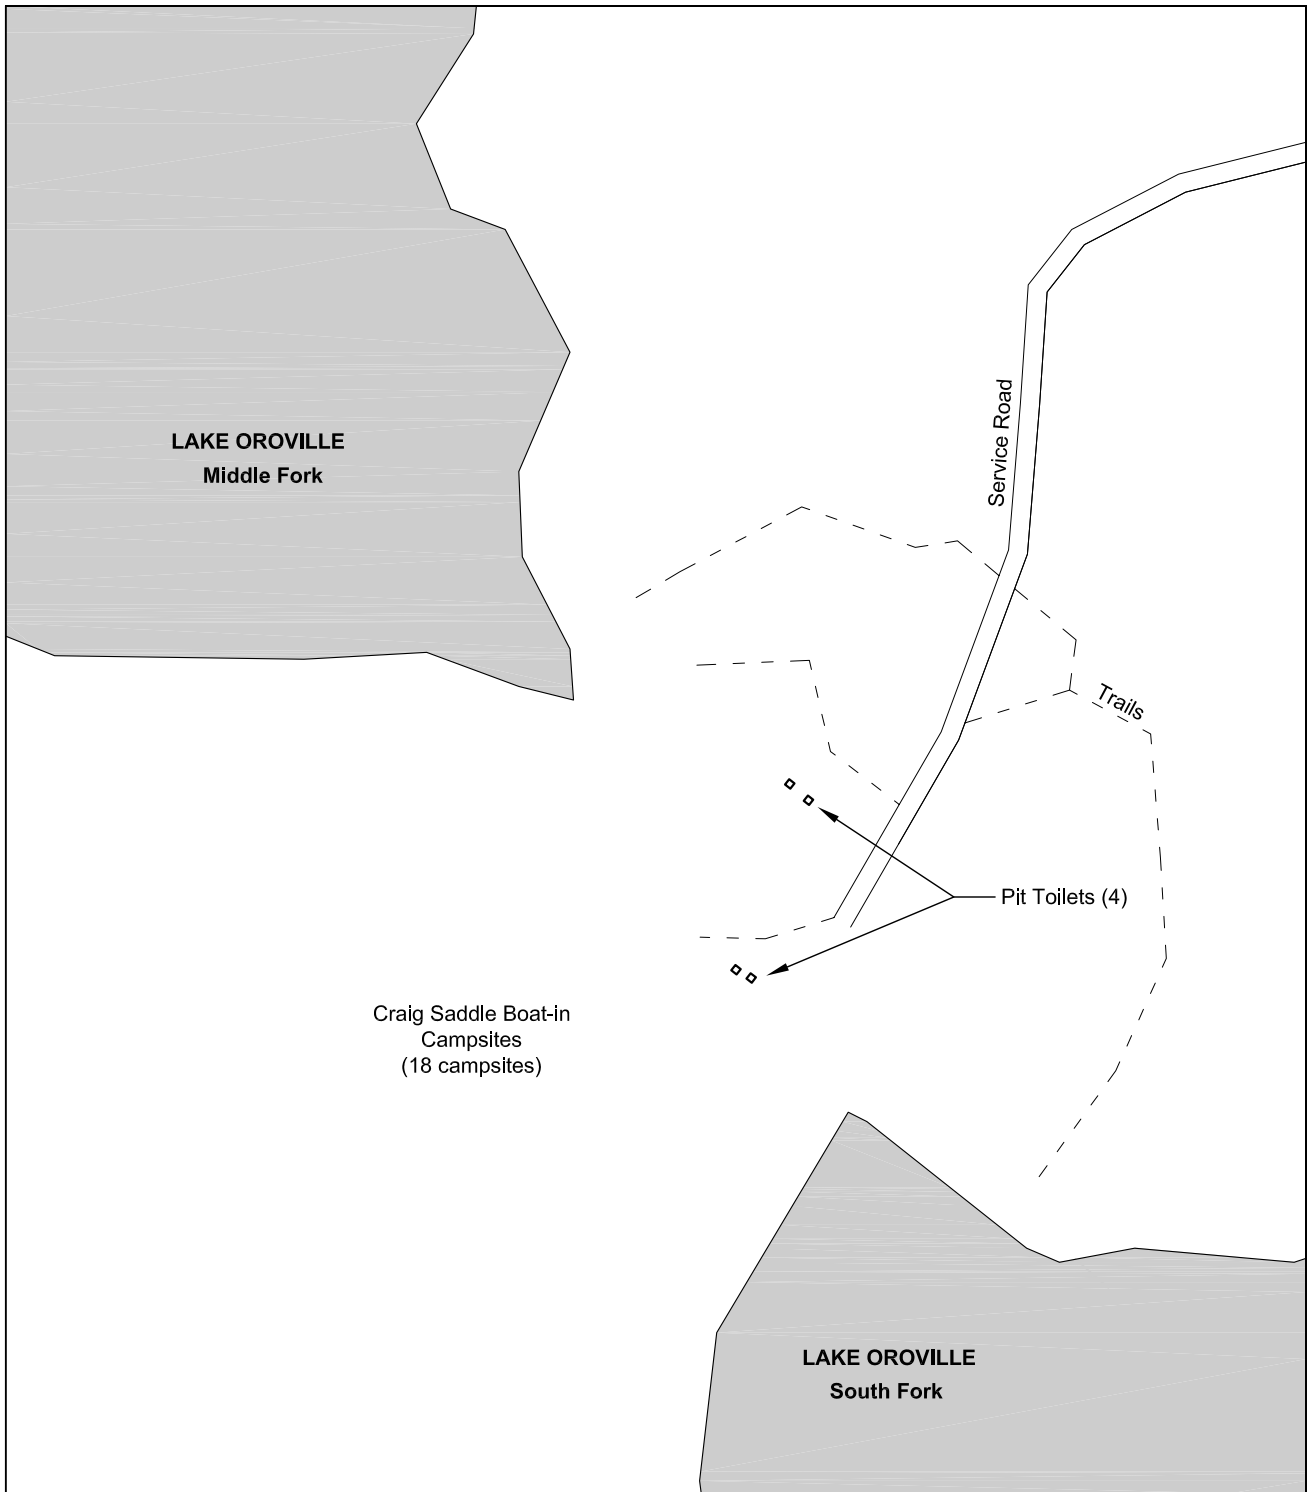 LAKE OROVILLE
Middle Fork
Service Road
Trails
Pit Toilets (4)
Craig Saddle Boat-in
Campsites
(18 campsites)
LAKE OROVILLE
South Fork